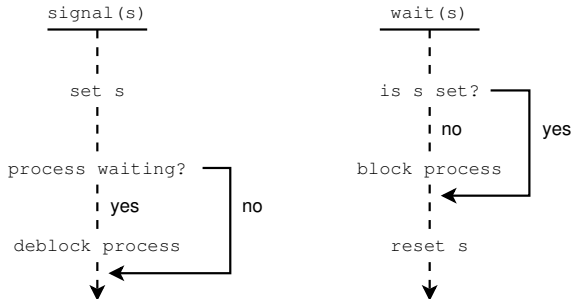 signal(s)
set s
process waiting?
yes
no
deblock process
wait(s)
is s set?
no
yes
block process
reset s